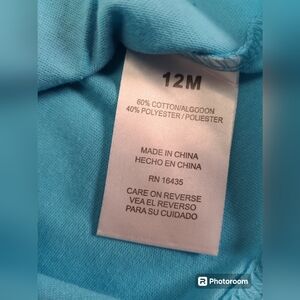 12M
60% COTTON/ALGODON
40% POLYESTER / POLIESTER
MADE IN CHINA
HECHO EN CHINA
RN 16435
CARE ON REVERSE
VEA EL REVERSO
PARA SU CUIDADO
Photoroom